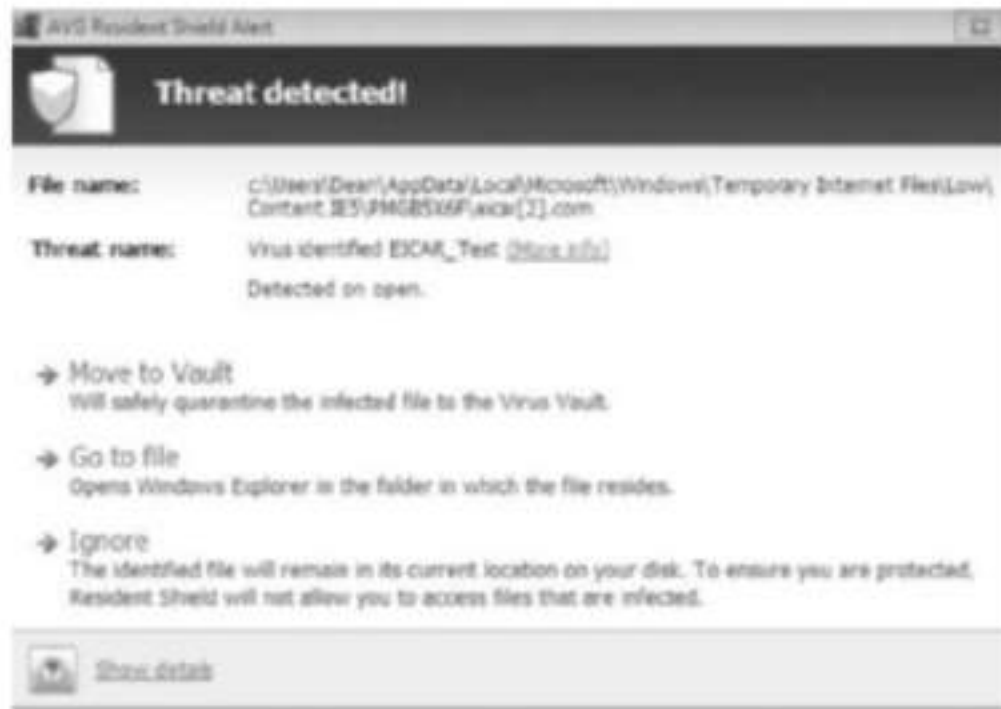 AVG Resident Shield Alert
Threat detected!
File name: c:\Users\Dean\AppData\Local\Microsoft\Windows\Temporary Internet Files\Low\
Content.IE5\\eicar[2].com
Threat name: Virus identified EICAR_Test (More info)
Detected on open.
Move to Vault
Will safely quarantine the infected file to the Virus Vault.
Go to file
Opens Windows Explorer in the folder in which the file resides.
Ignore
The identified file will remain in its current location on your disk. To ensure you are protected,
Resident Shield will not allow you to access files that are infected.
Show details